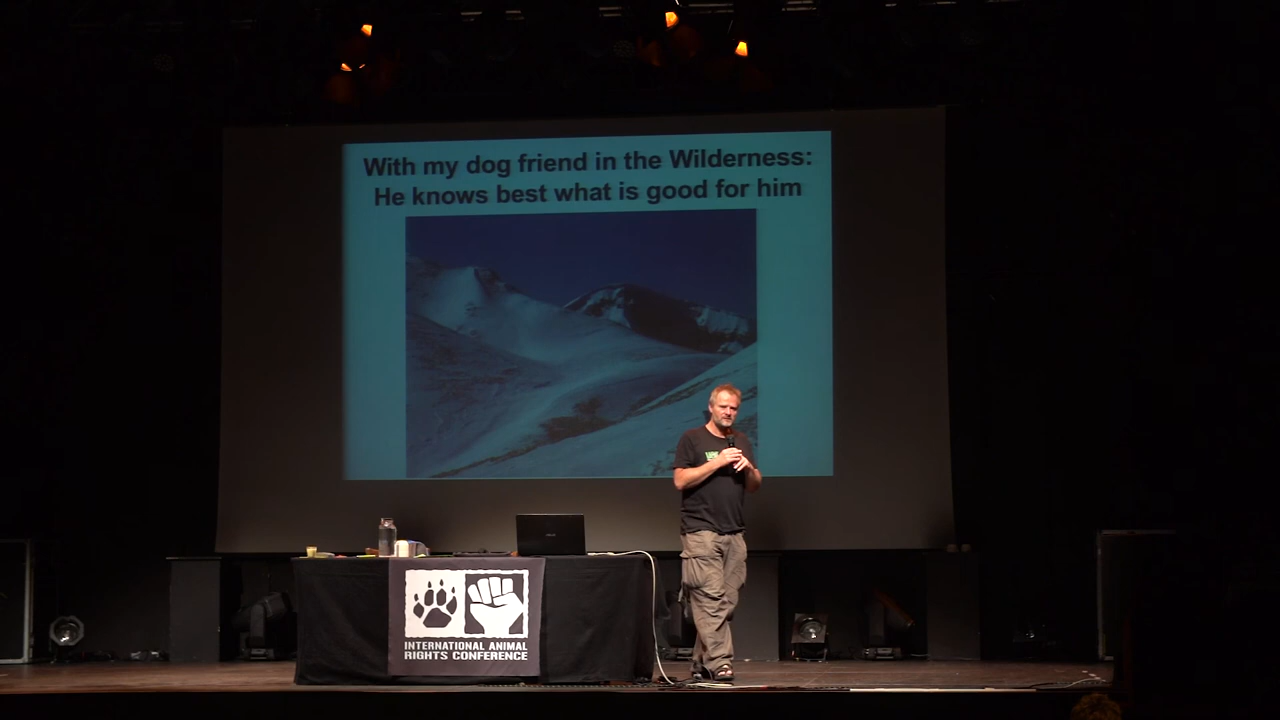 With my dog friend in the Wilderness:
He knows best what is good for him
INTERNATIONAL ANIMAL
RIGHTS CONFERENCE